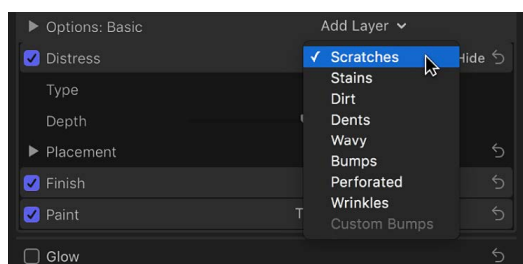 Options: Basic Add Layer
Distress Scratches Hide
Stains
Type
Dirt
Depth Dents
Wavy
Placement Bumps
Finish Perforated
Wrinkles
Paint T
Custom Bumps
Glow